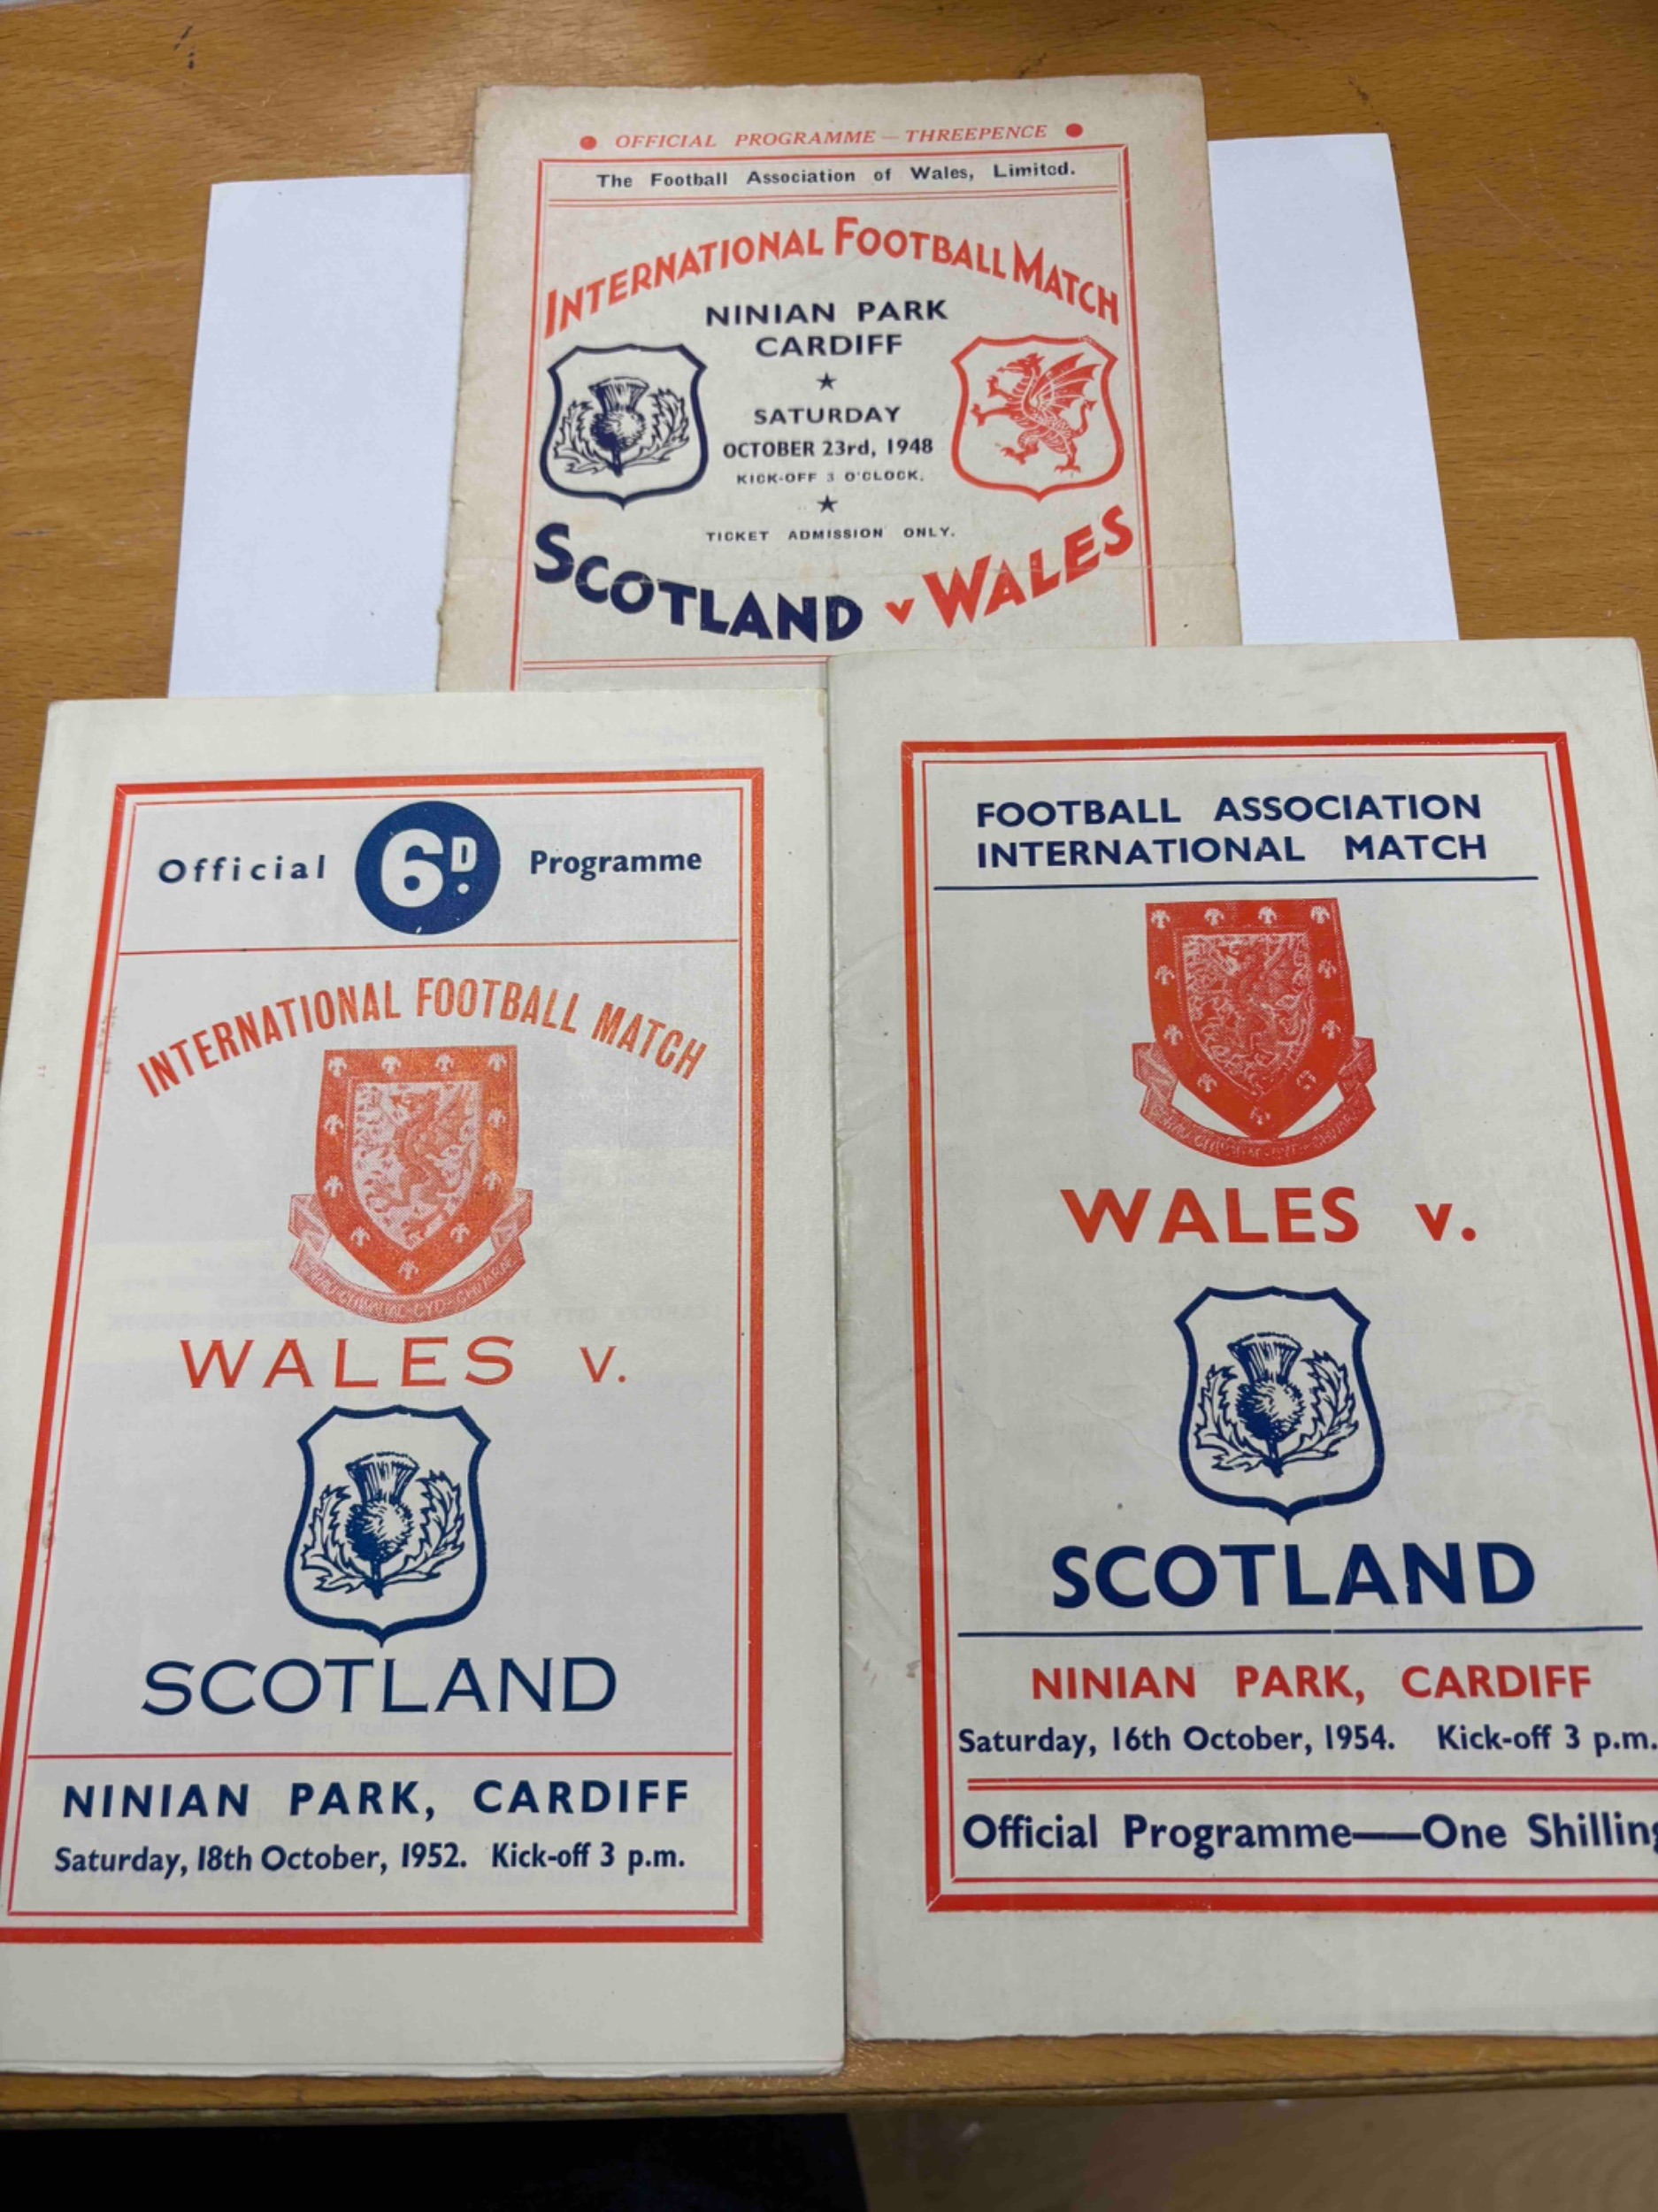 OFFICIAL PROGRAMME — THREEPENCE
The Football Association of Wales, Limited.
INTERNATIONAL FOOTBALL MATCH
NINIAN PARK
CARDIFF
SATURDAY
OCTOBER 23rd, 1948
KICK-OFF 3 O'CLOCK.
TICKET ADMISSION ONLY.
SCOTLAND v WALES
Official 6D. Programme
INTERNATIONAL FOOTBALL MATCH
WALES v.
SCOTLAND
NINIAN PARK, CARDIFF
Saturday, 18th October, 1952. Kick-off 3 p.m.
FOOTBALL ASSOCIATION
INTERNATIONAL MATCH
WALES v.
SCOTLAND
NINIAN PARK, CARDIFF
Saturday, 16th October, 1954. Kick-off 3 p.m.
Official Programme——One Shilling